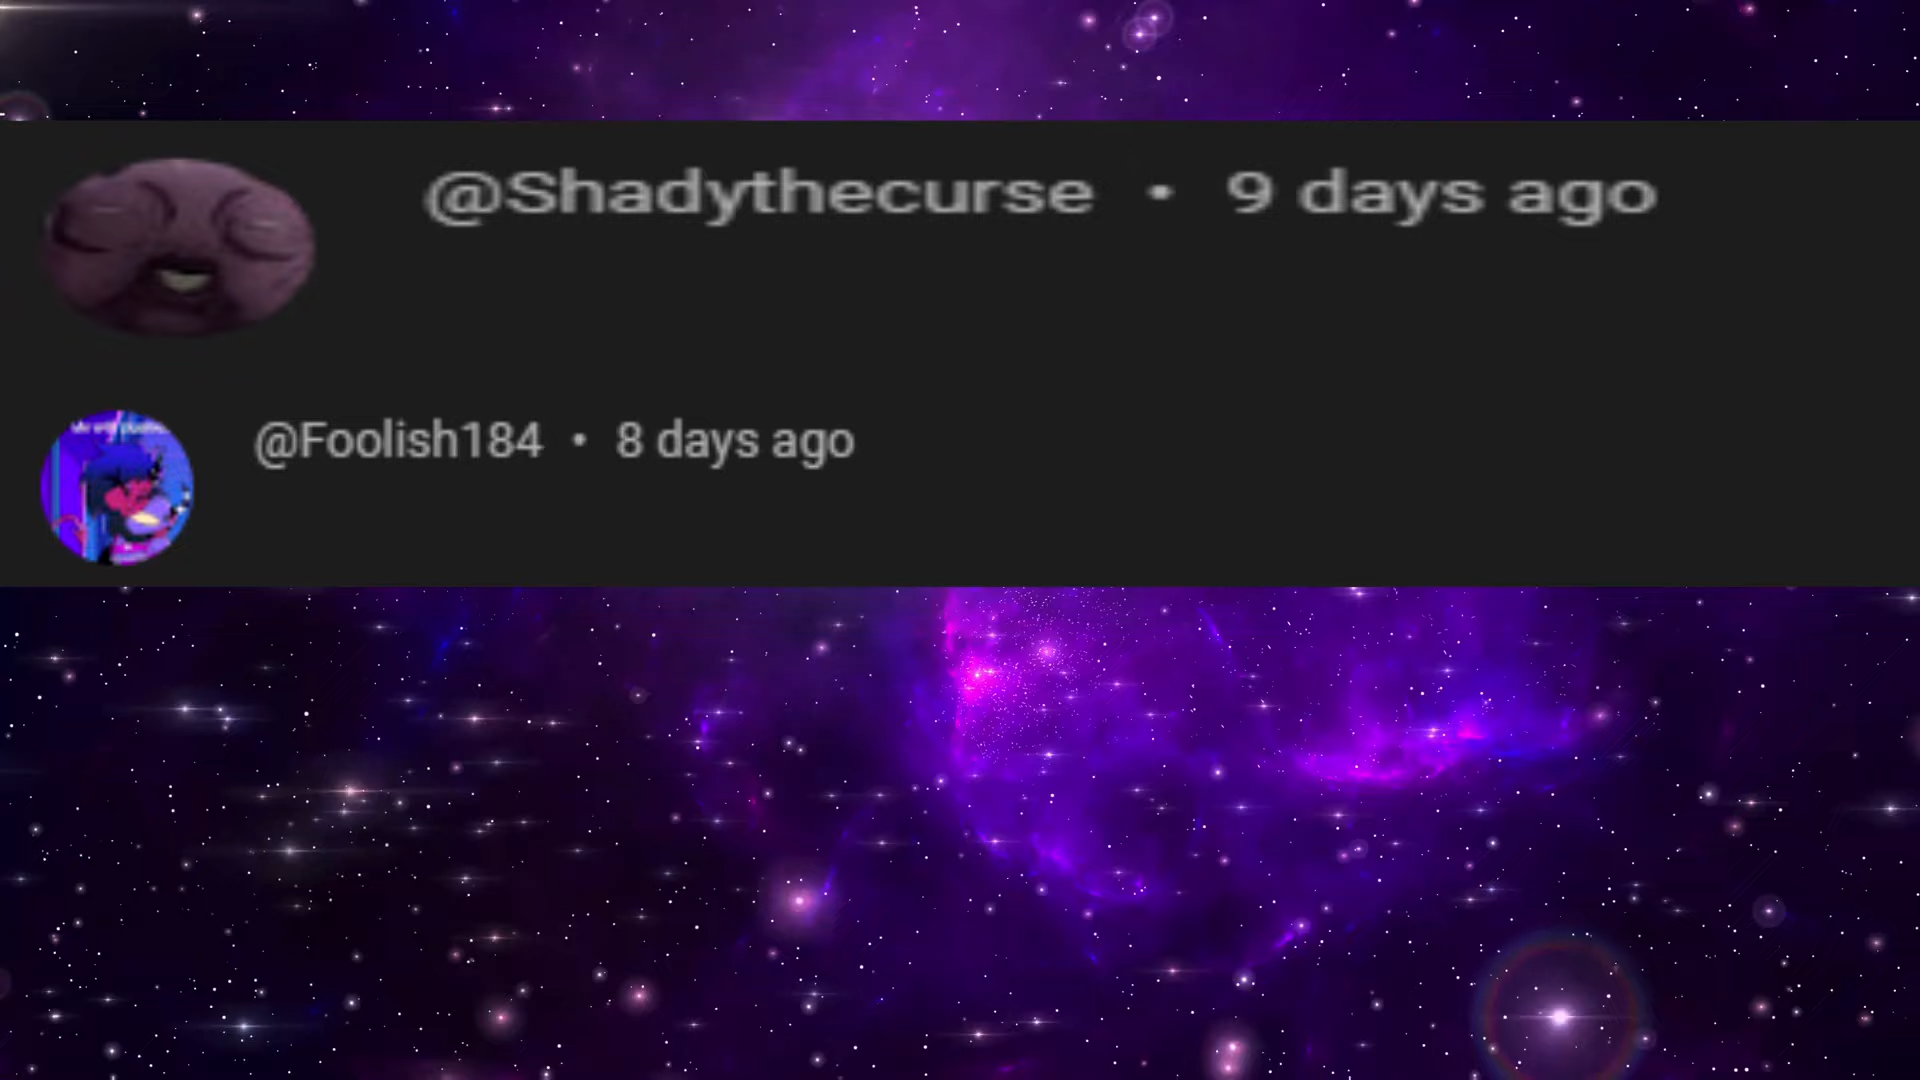 @Shadythecurse • 9 days ago
@Foolish184 • 8 days ago